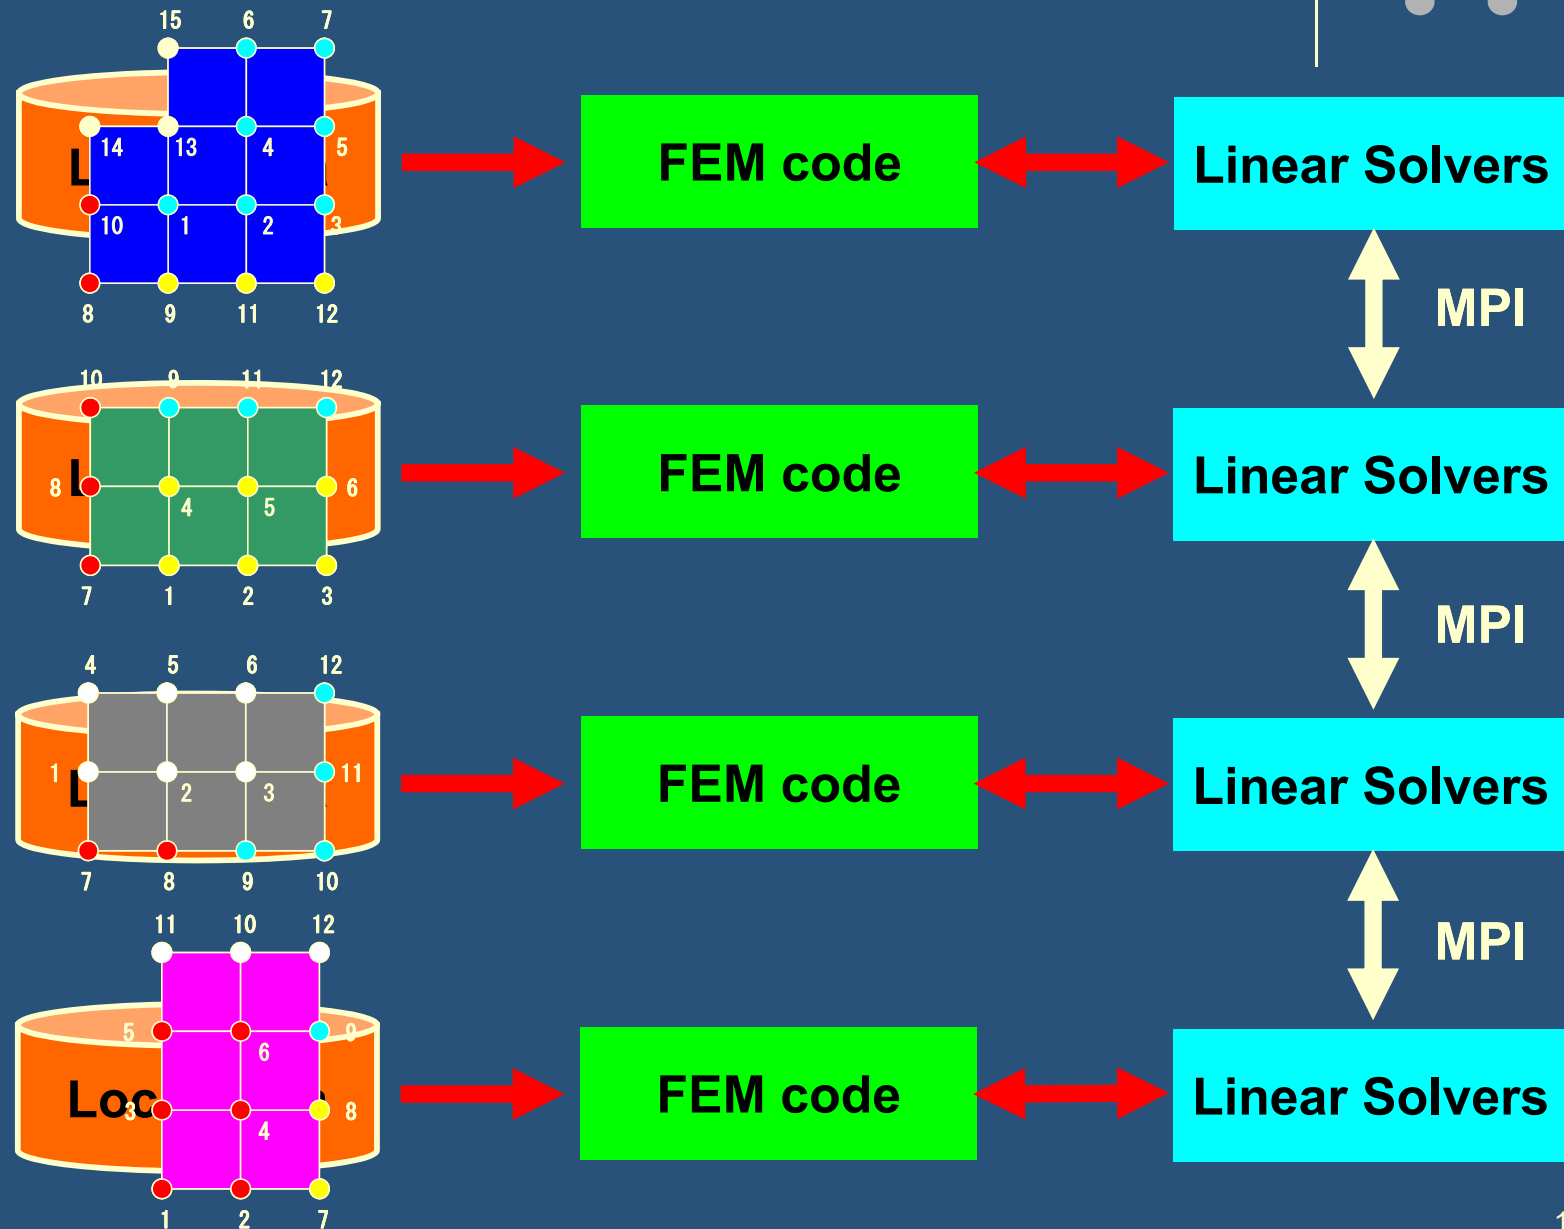 15 6 7
14 13 4 5
FEM code
Linear Solvers
10 1 2 3
8 9 11 12
MPI
10 9 11 12
8 4 5 6
FEM code
Linear Solvers
7 1 2 3
MPI
4 5 6 12
1 2 3 11
FEM code
Linear Solvers
7 8 9 10
MPI
11 10 12
5 6 9
3 4 8
FEM code
Linear Solvers
1 2 7